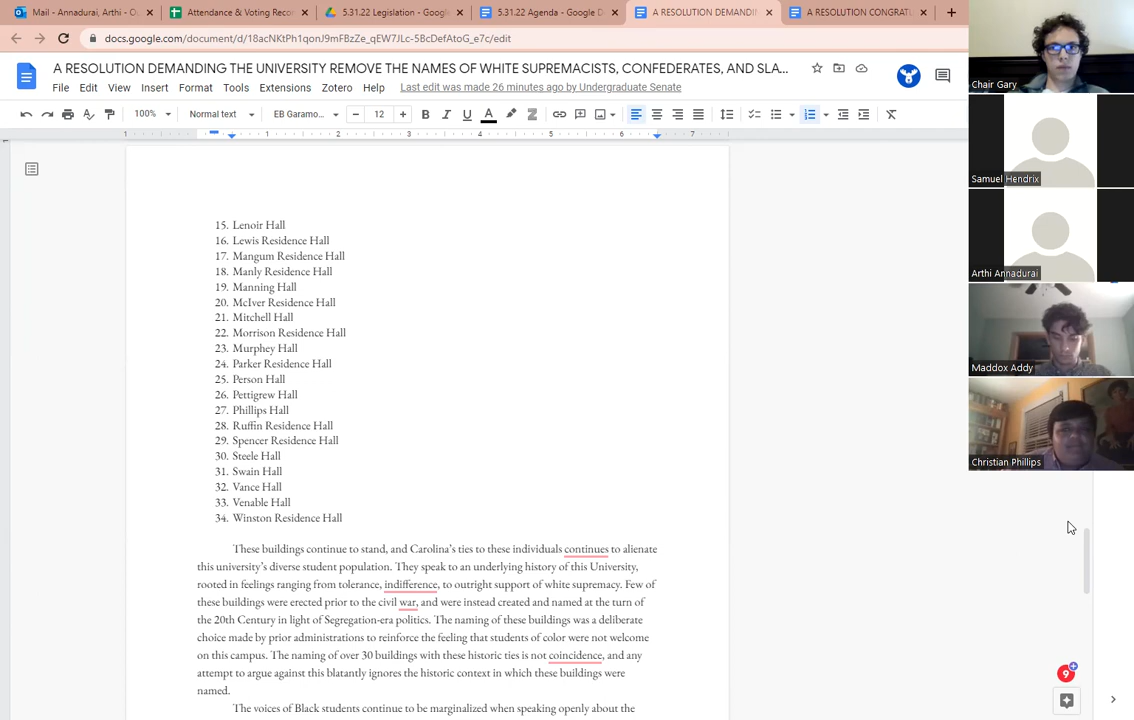 Mail - Annadurai, Arthi - O
Attendance & Voting Reco
5.31.22 Legislation - Google
5.31.22 Agenda - Google D
A RESOLUTION DEMANDIN
A RESOLUTION CONGRAT
docs.google.com/document/d/18acNKtPh1qonJ9mFBzZe_qEW7JLc-5BcDefAtoG_e7c/edit
A RESOLUTION DEMANDING THE UNIVERSITY REMOVE THE NAMES OF WHITE SUPREMACISTS, CONFEDERATES, AND SLA...
File Edit View Insert Format Tools Extensions Zotero Help Last edit was made 26 minutes ago by Undergraduate Senate
100% Normal text EB Garamo... 12 B I U A
1 1 2 3 4 5 6 7
15. Lenoir Hall
16. Lewis Residence Hall
17. Mangum Residence Hall
18. Manly Residence Hall
19. Manning Hall
20. McIver Residence Hall
21. Mitchell Hall
22. Morrison Residence Hall
23. Murphey Hall
24. Parker Residence Hall
25. Person Hall
26. Pettigrew Hall
27. Phillips Hall
28. Ruffin Residence Hall
29. Spencer Residence Hall
30. Steele Hall
31. Swain Hall
32. Vance Hall
33. Venable Hall
34. Winston Residence Hall
These buildings continue to stand, and Carolina's ties to these individuals continues to alienate
this university's diverse student population. They speak to an underlying history of this University,
rooted in feelings ranging from tolerance, indifference, to outright support of white supremacy. Few of
these buildings were erected prior to the civil war, and were instead created and named at the turn of
the 20th Century in light of Segregation-era politics. The naming of these buildings was a deliberate
choice made by prior administrations to reinforce the feeling that students of color were not welcome
on this campus. The naming of over 30 buildings with these historic ties is not coincidence, and any
attempt to argue against this blatantly ignores the historic context in which these buildings were
named.
The voices of Black students continue to be marginalized when speaking openly about the
Chair Gary
Samuel Hendrix
Arthi Annadurai
Maddox Addy
Christian Phillips
9